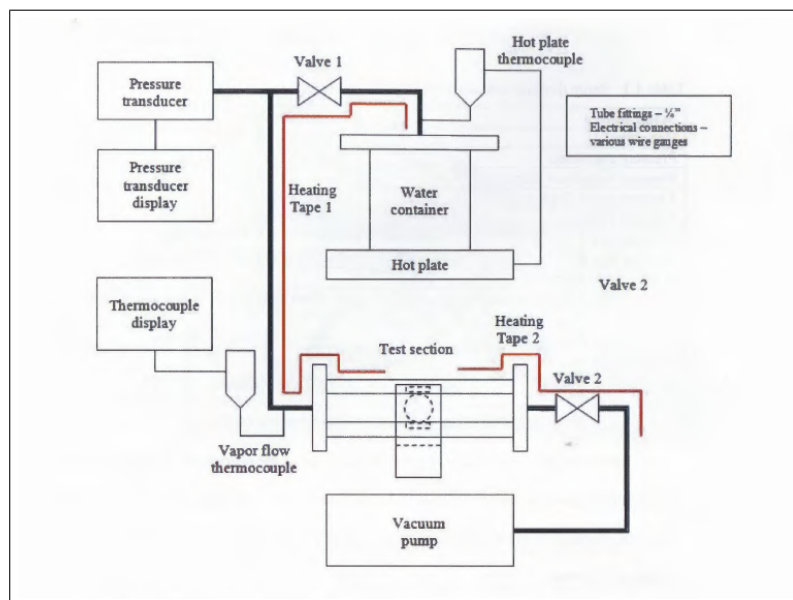 Valve 1
Hot plate
thermocouple
Pressure
transducer
Tube fittings – ¼"
Electrical connections –
various wire gauges
Pressure
transducer
display
Heating
Tape 1
Water
container
Hot plate
Valve 2
Thermocouple
display
Test section
Heating
Tape 2
Valve 2
Vapor flow
thermocouple
Vacuum
pump